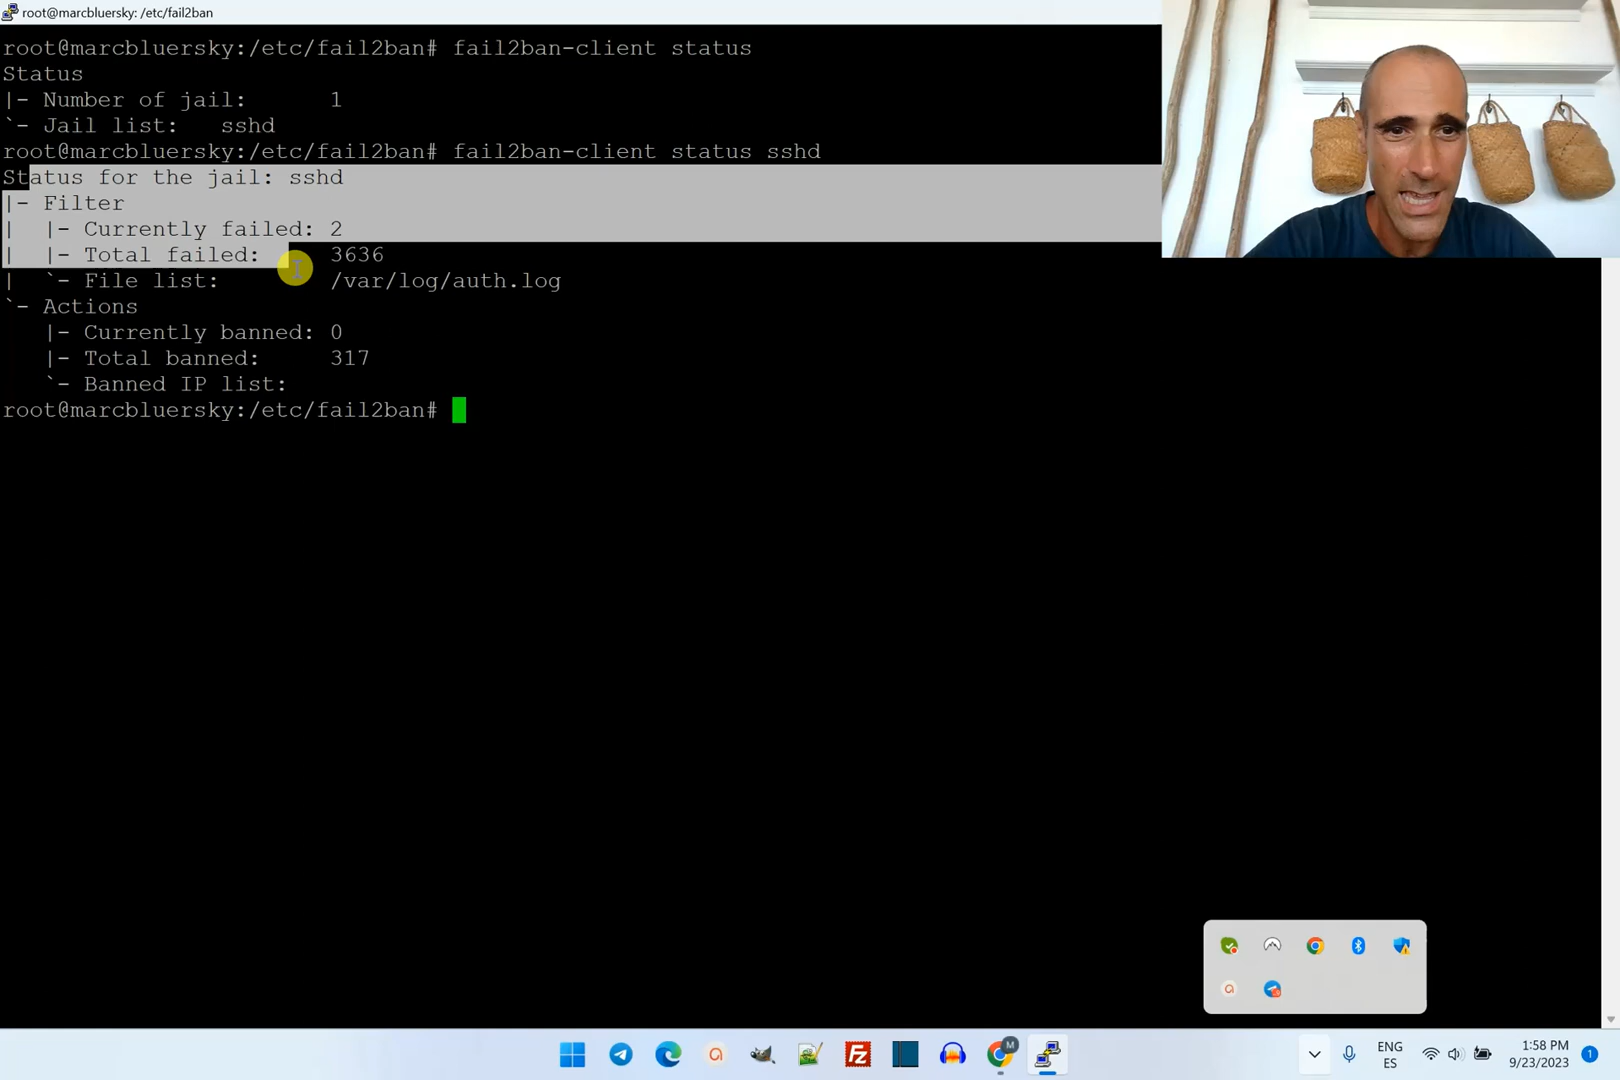 root@marcbluersky: /etc/fail2ban
root@marcbluersky:/etc/fail2ban# fail2ban-client status
Status
|- Number of jail:      1
`- Jail list:   sshd
root@marcbluersky:/etc/fail2ban# fail2ban-client status sshd
Status for the jail: sshd
|- Filter
|  |- Currently failed: 2
|  |- Total failed:     3636
|  `- File list:        /var/log/auth.log
`- Actions
   |- Currently banned: 0
   |- Total banned:     317
   `- Banned IP list:
root@marcbluersky:/etc/fail2ban#
a
a
Fz
M
ENG
ES
1:58 PM
9/23/2023
1